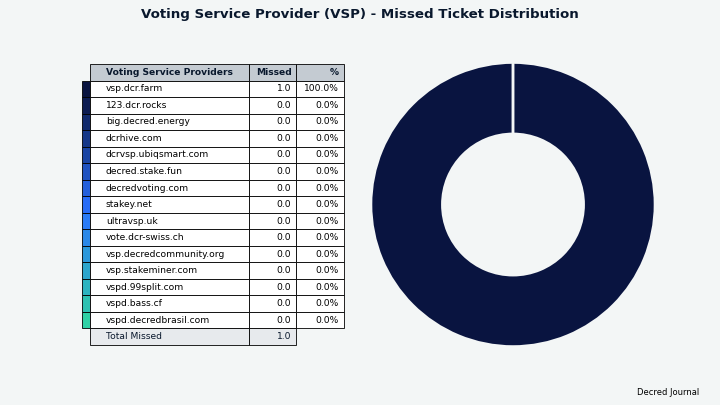 Voting Service Provider (VSP) - Missed Ticket Distribution
Voting Service Providers Missed %
vsp.dcr.farm 1.0 100.0%
123.dcr.rocks 0.0 0.0%
big.decred.energy 0.0 0.0%
dcrhive.com 0.0 0.0%
dcrvsp.ubiqsmart.com 0.0 0.0%
decred.stake.fun 0.0 0.0%
decredvoting.com 0.0 0.0%
stakey.net 0.0 0.0%
ultravsp.uk 0.0 0.0%
vote.dcr-swiss.ch 0.0 0.0%
vsp.decredcommunity.org 0.0 0.0%
vsp.stakeminer.com 0.0 0.0%
vspd.99split.com 0.0 0.0%
vspd.bass.cf 0.0 0.0%
vspd.decredbrasil.com 0.0 0.0%
Total Missed 1.0
Decred Journal